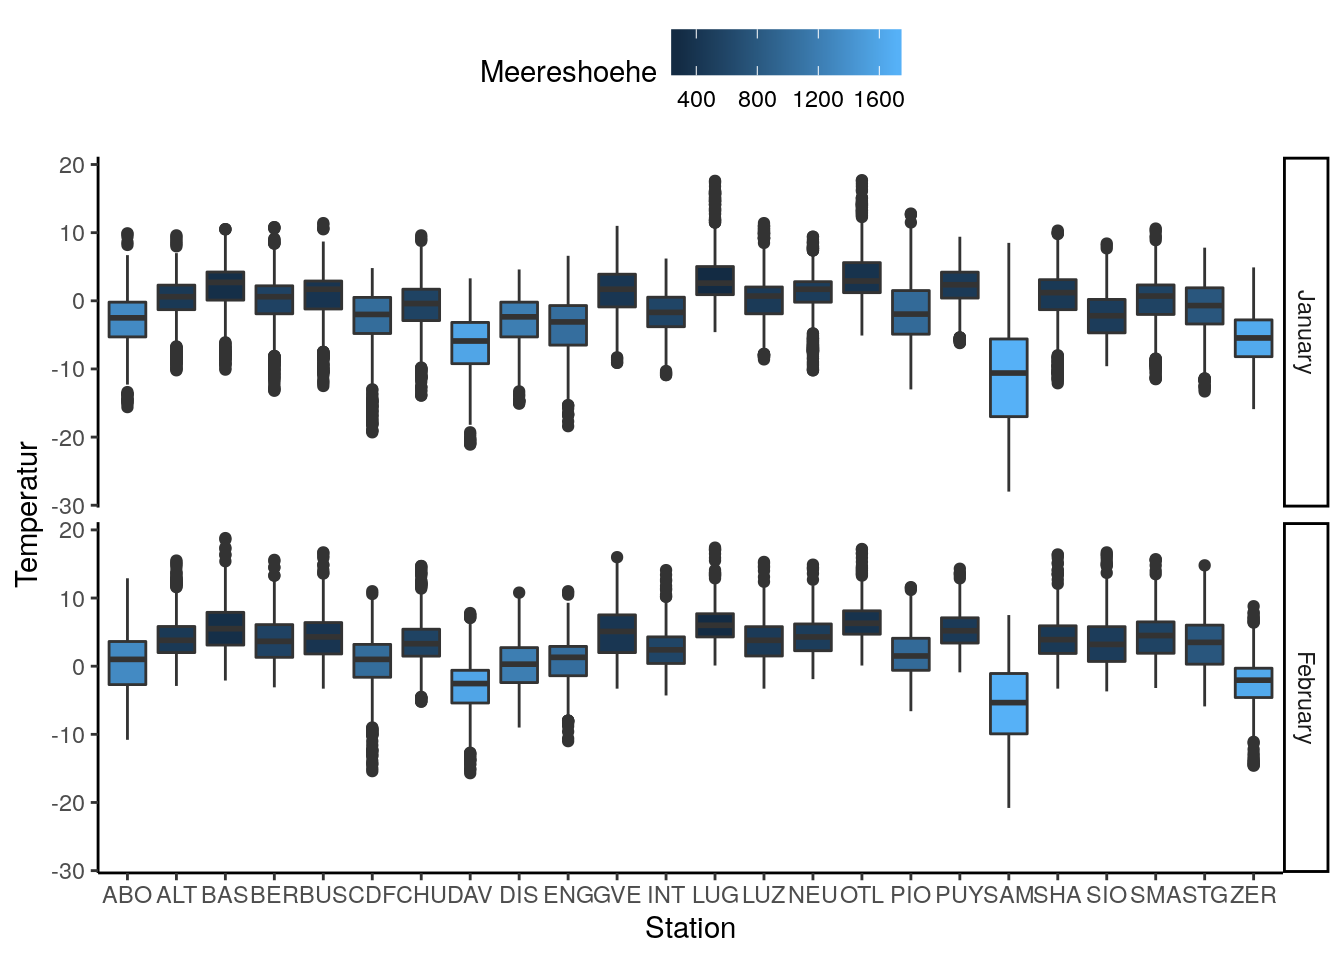 Meereshoehe
400 800 1200 1600
Temperatur
20
10
0
-10
-20
-30
January
20
10
0
-10
-20
-30
February
ABO ALT BAS BER BUS CDF CHU DAV DIS ENG GVE INT LUG LUZ NEU OTL PIO PUY SAM SHA SIO SMA STG ZER
Station